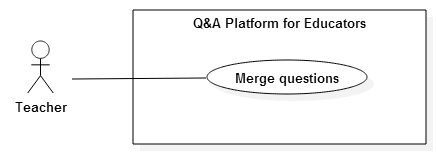 Q&A Platform for Educators
Merge questions
Teacher